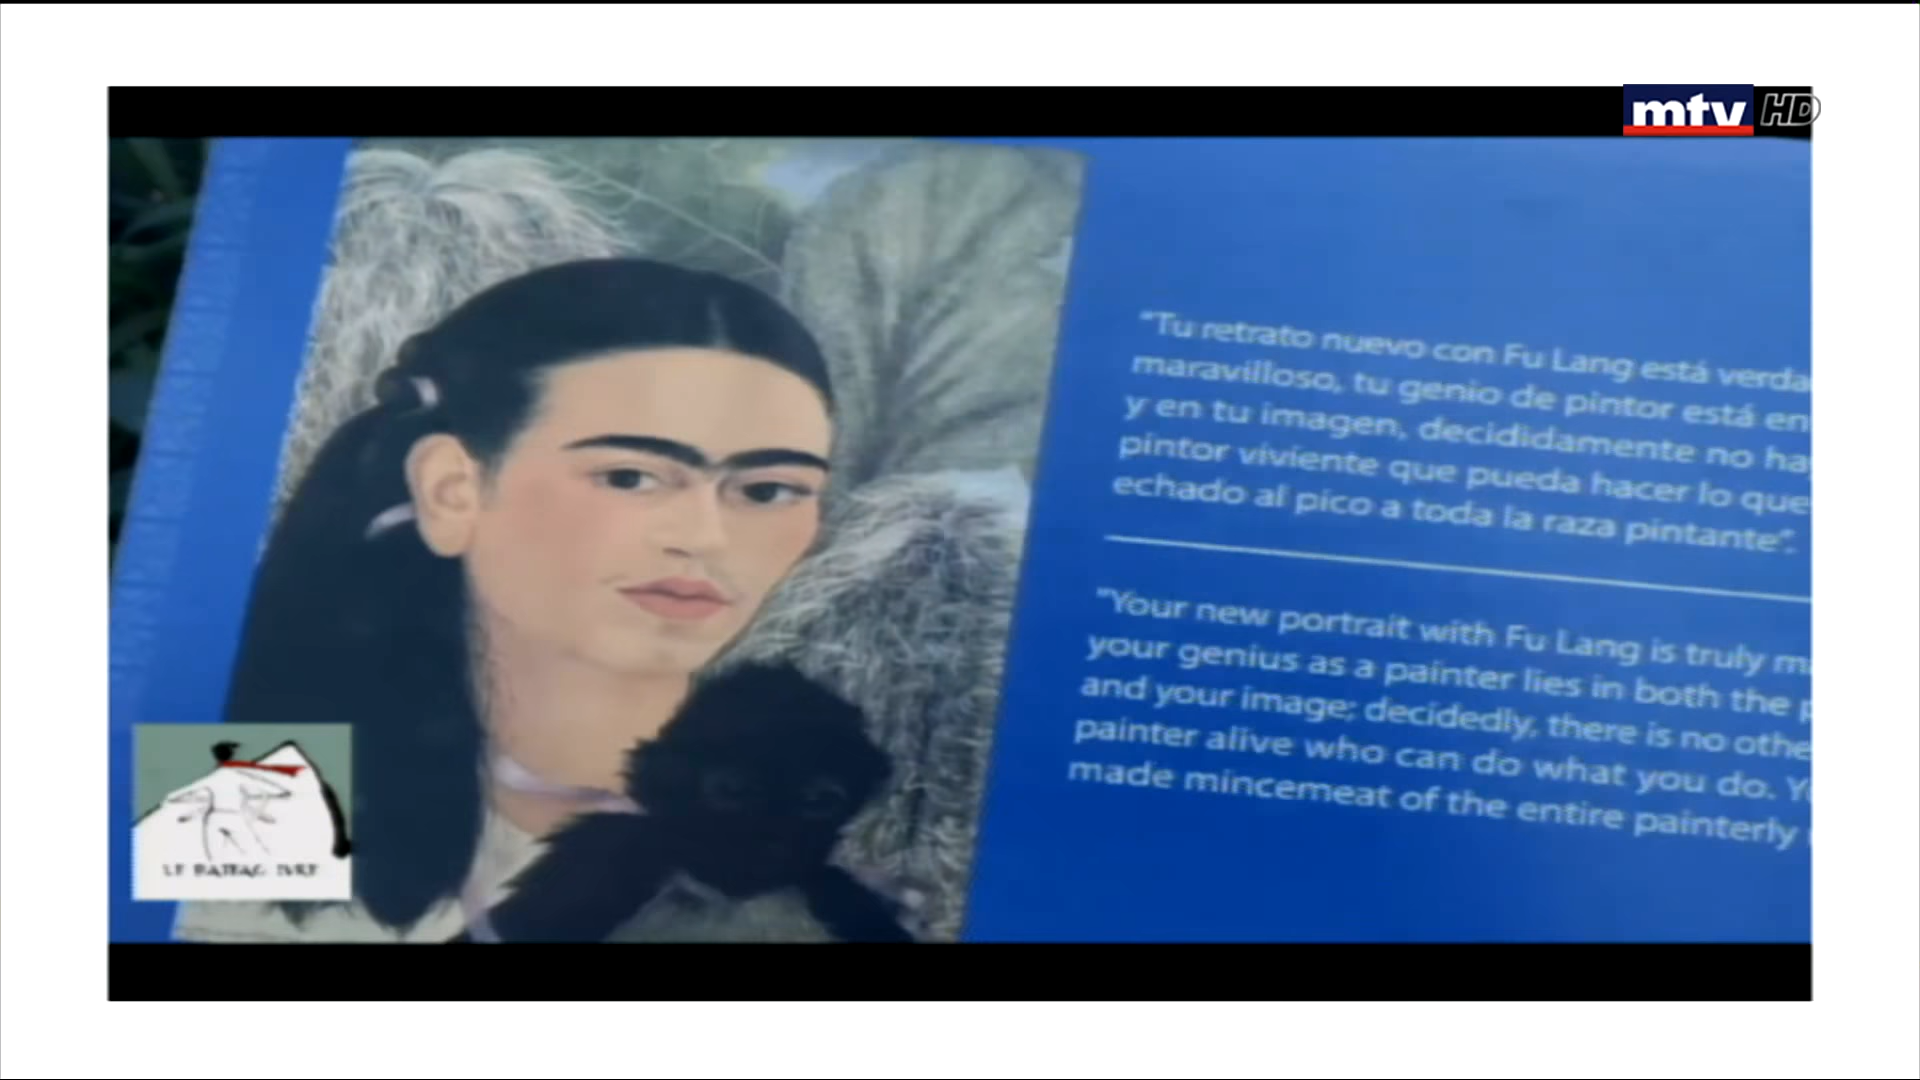 mtv HD
"Tu retrato nuevo con Fu Lang está verda
maravilloso, tu genio de pintor está en
y en tu imagen, decididamente no ha
pintor viviente que pueda hacer lo que
echado al pico a toda la raza pintante".
"Your new portrait with Fu Lang is truly m
your genius as a painter lies in both the p
and your image; decidedly, there is no othe
painter alive who can do what you do. Y
made mincemeat of the entire painterly
LE BATEAU IVRE